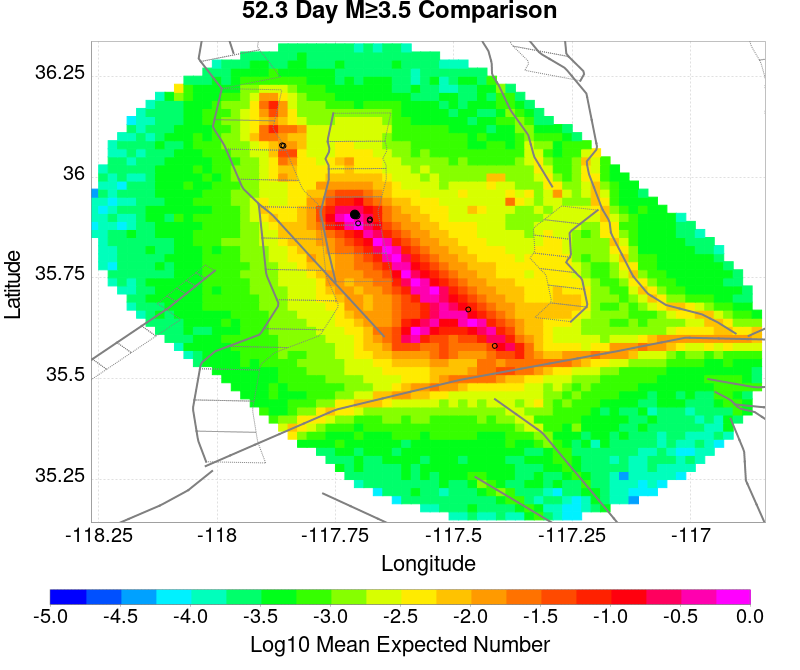 52.3 Day M≥3.5 Comparison
36.25
36
35.75
35.5
35.25
Latitude
-118.25 -118 -117.75 -117.5 -117.25 -117
Longitude
-5.0 -4.5 -4.0 -3.5 -3.0 -2.5 -2.0 -1.5 -1.0 -0.5 0.0
Log10 Mean Expected Number